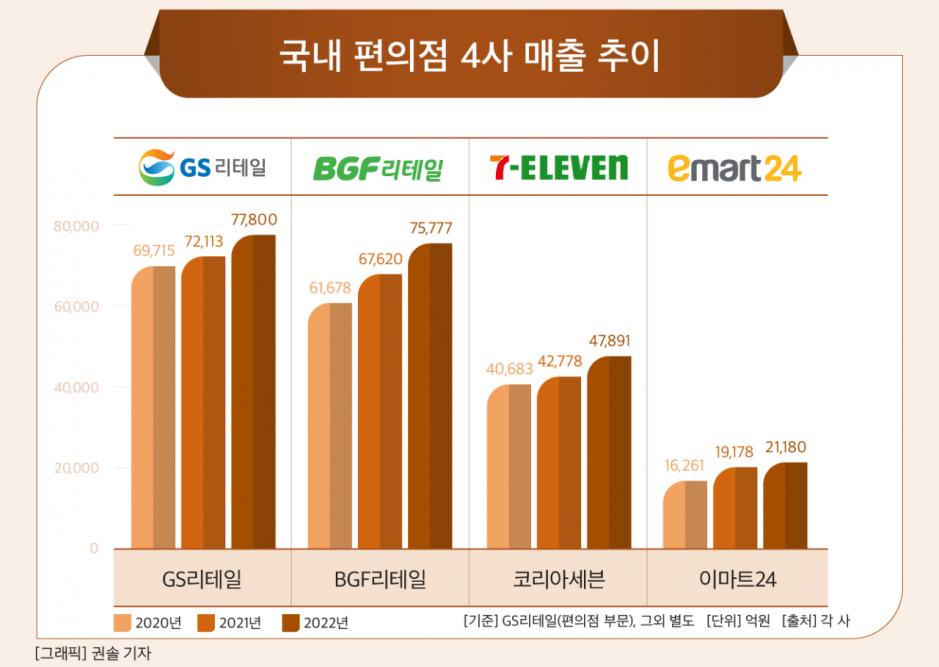 국내 편의점 4사 매출 추이
GS리테일
BGF리테일
7-ELEVEN
emart24
80,000
60,000
40,000
20,000
0
69,715
72,113
77,800
61,678
67,620
75,777
40,683
42,778
47,891
16,261
19,178
21,180
GS리테일
BGF리테일
코리아세븐
이마트24
2020년
2021년
2022년
[기준] GS리테일(편의점 부문), 그외 별도 [단위] 억원 [출처] 각 사
[그래픽] 권솔 기자